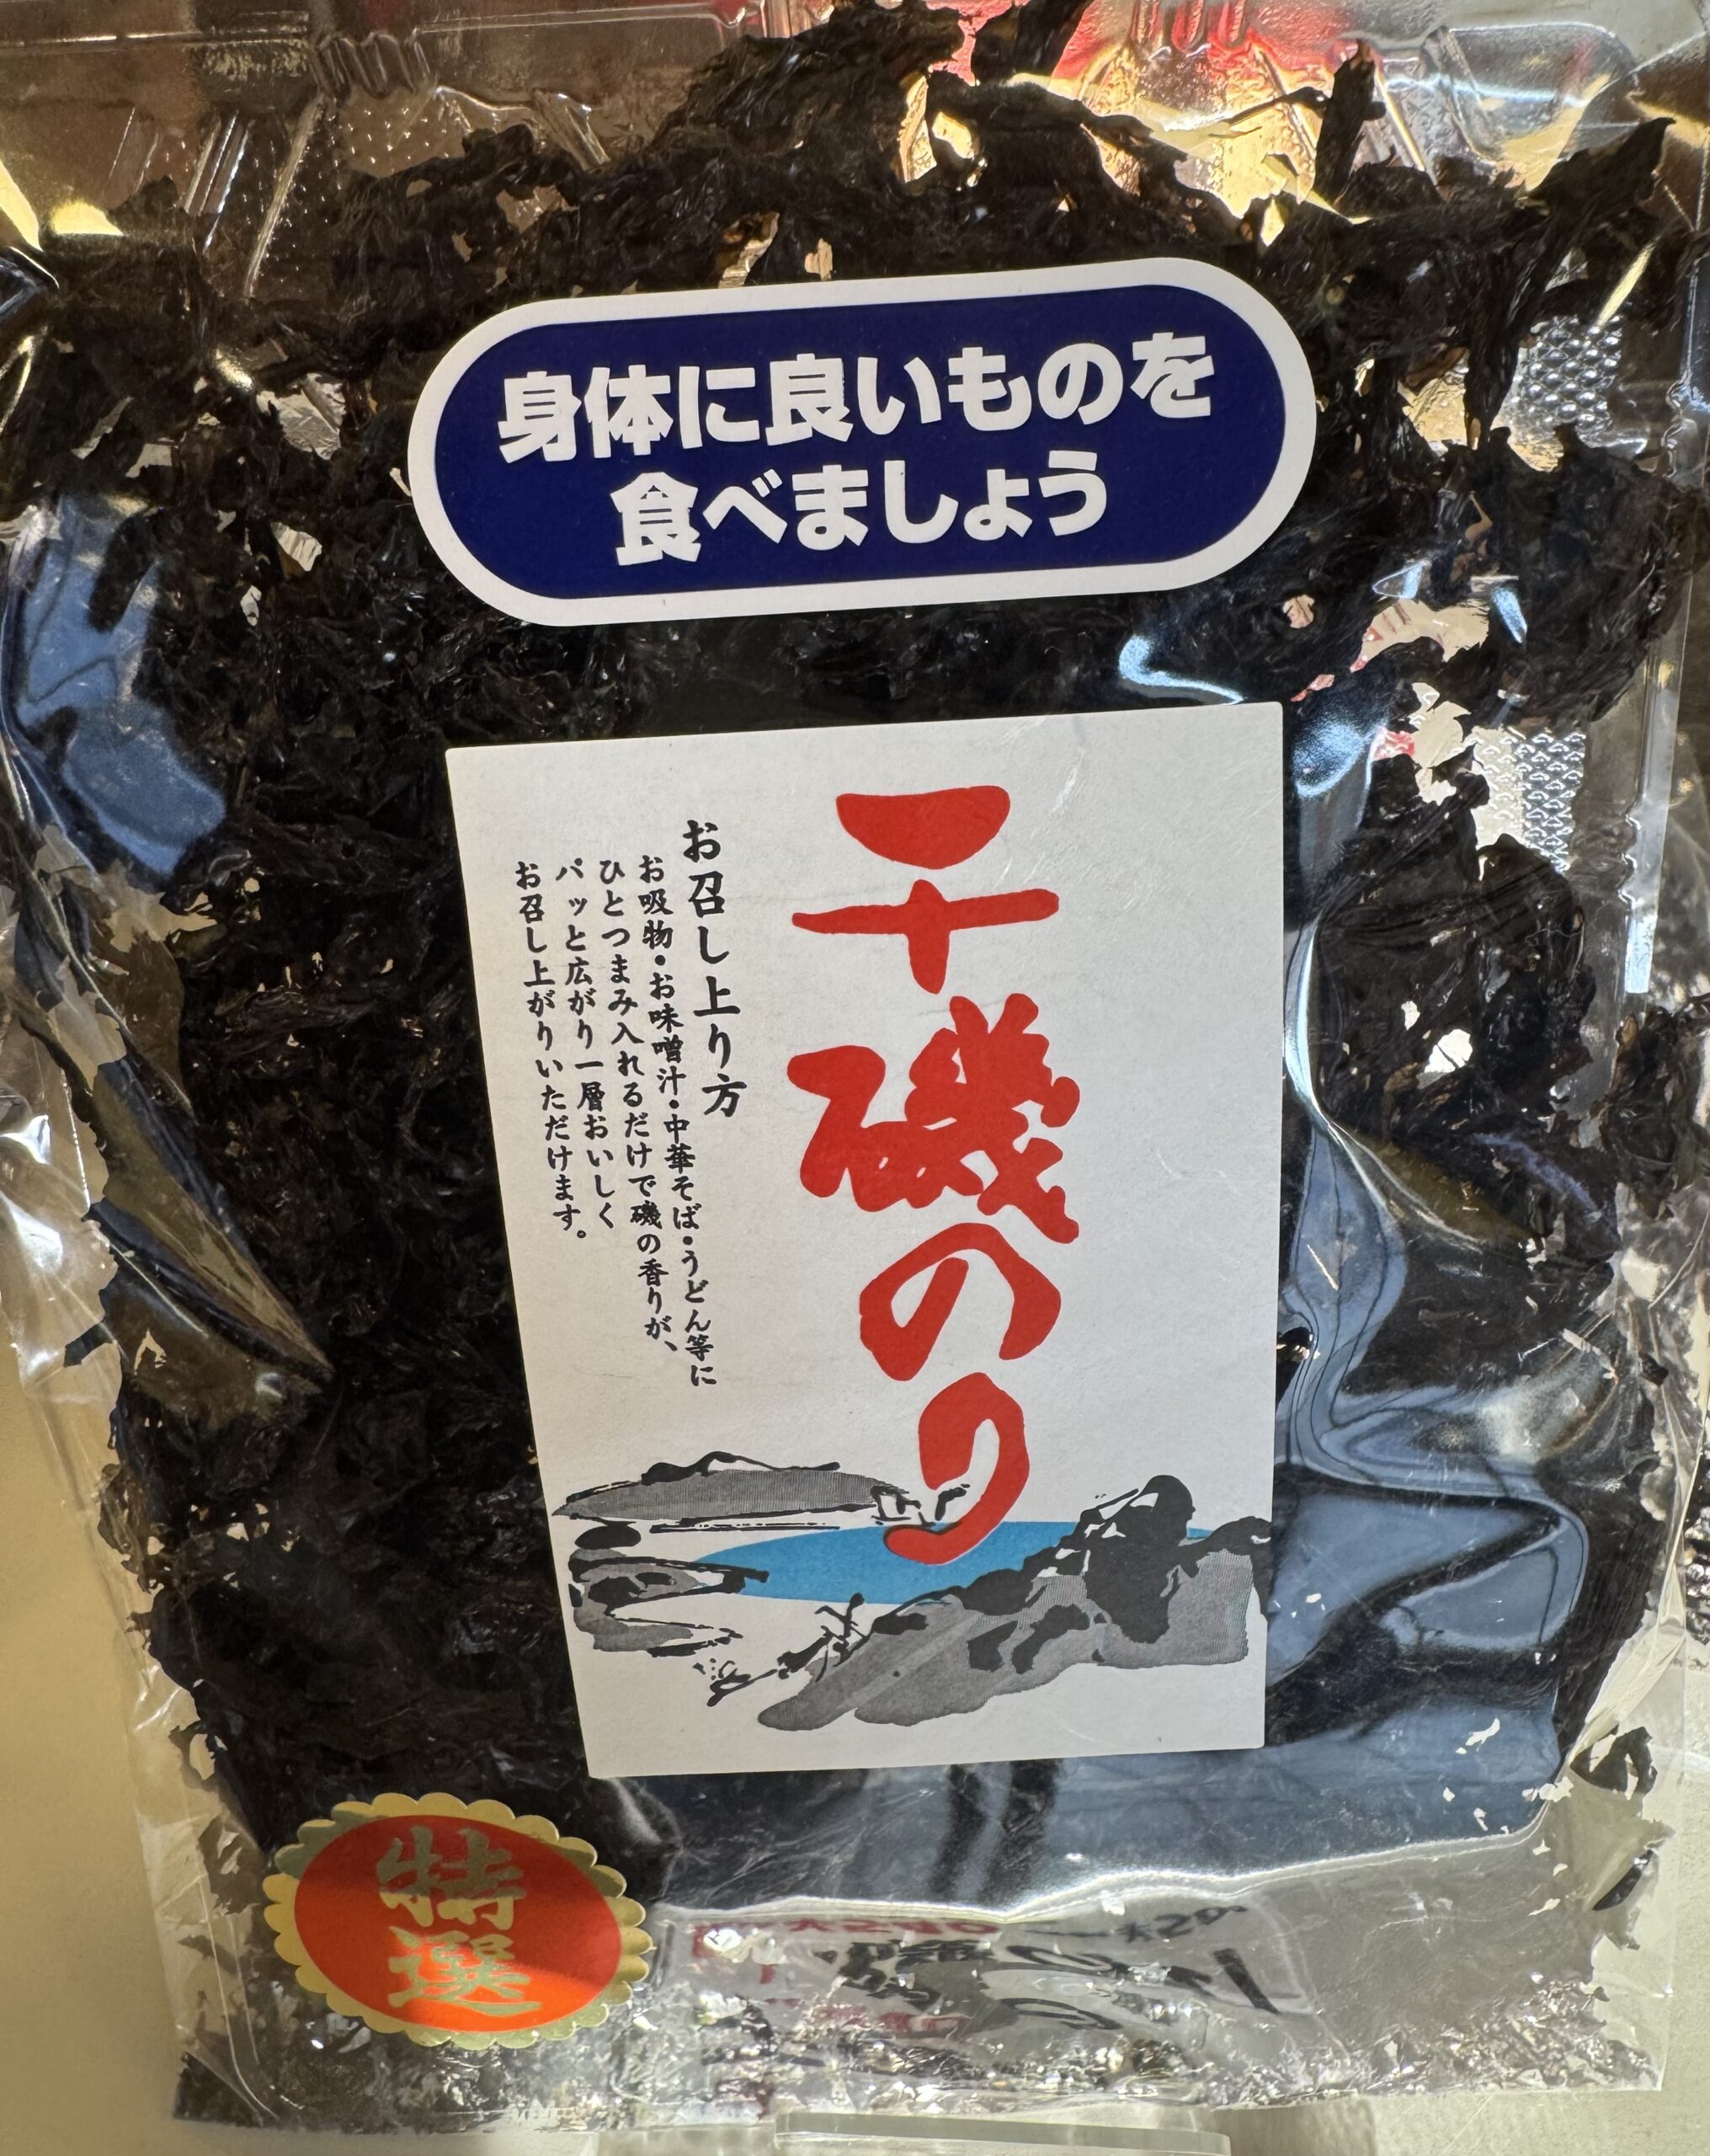 身体に良いものを
食べましょう
干磯のり
お召し上り方
お吸物・お味噌汁・中華そば・うどん等に
ひとつまみ入れるだけで磯の香りが、
パッと広がり一層おいしく
お召し上がりいただけます。
特選